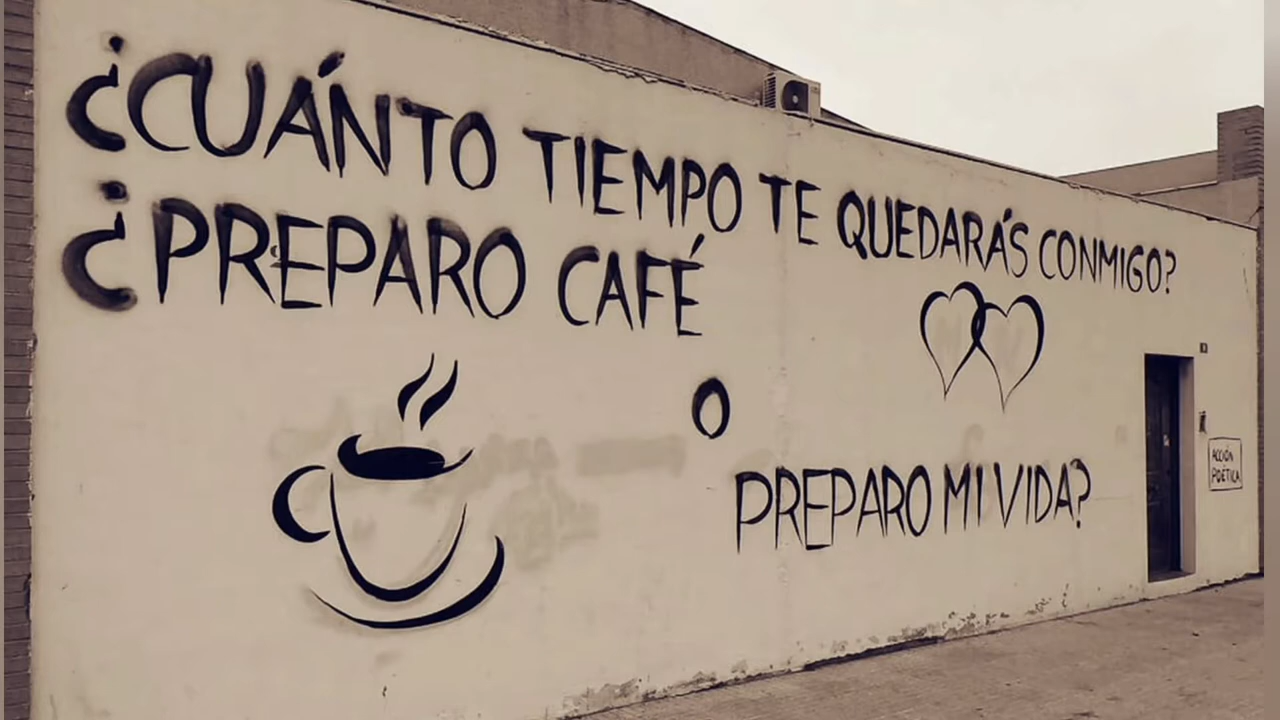 ¿CUÁNTO TIEMPO TE QUEDARÁS CONMIGO?
¿PREPARO CAFÉ
O
PREPARO MI VIDA?
ACCIÓN
POÉTICA